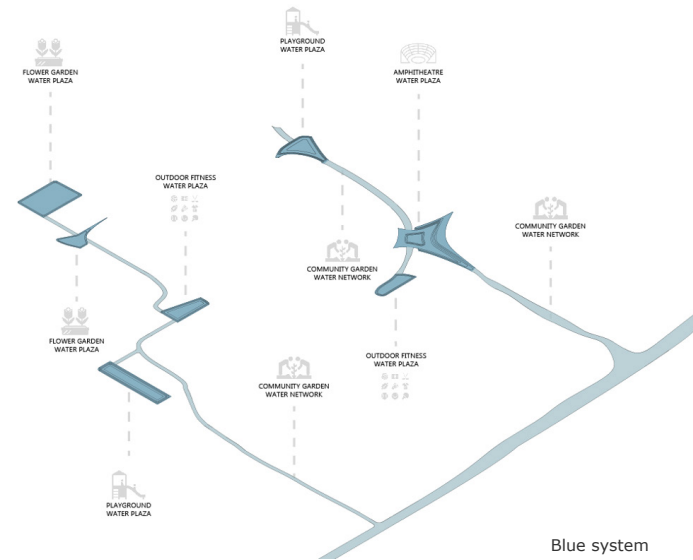 PLAYGROUND
WATER PLAZA
FLOWER GARDEN
WATER PLAZA
AMPHITHEATRE
WATER PLAZA
OUTDOOR FITNESS
WATER PLAZA
COMMUNITY GARDEN
WATER NETWORK
COMMUNITY GARDEN
WATER NETWORK
FLOWER GARDEN
WATER PLAZA
OUTDOOR FITNESS
WATER PLAZA
COMMUNITY GARDEN
WATER NETWORK
PLAYGROUND
WATER PLAZA
Blue system